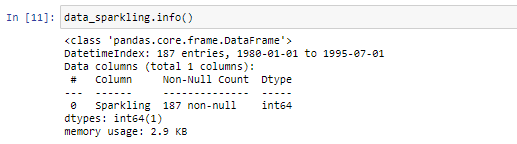 In [11]: data_sparkling.info()
<class 'pandas.core.frame.DataFrame'>
DatetimeIndex: 187 entries, 1980-01-01 to 1995-07-01
Data columns (total 1 columns):
 #   Column     Non-Null Count  Dtype
---  ------     --------------  -----
 0   Sparkling  187 non-null    int64
dtypes: int64(1)
memory usage: 2.9 KB